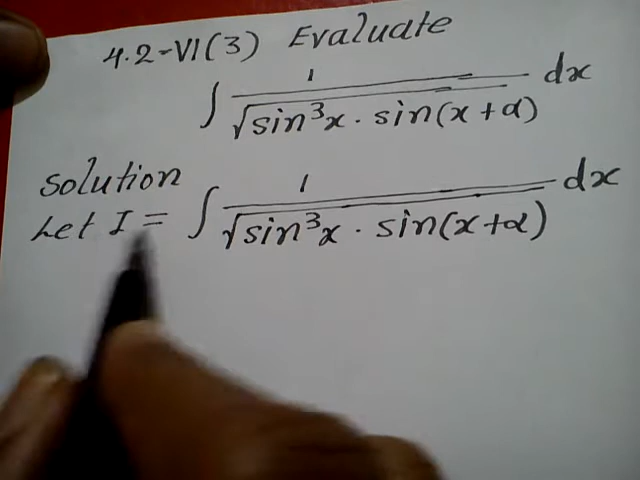 4.2-VI(3) Evaluate
∫ 1/√(sin³x · sin(x+α)) dx
Solution
Let I = ∫ 1/√(sin³x · sin(x+α)) dx